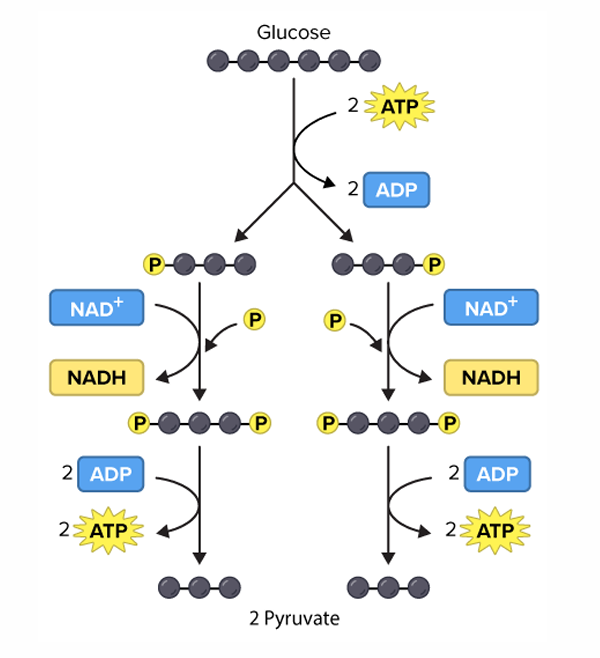 Glucose
2 ATP
2 ADP
P P
NAD+ NAD+
P P
NADH NADH
P P P P
2 ADP 2 ADP
2 ATP 2 ATP
2 Pyruvate